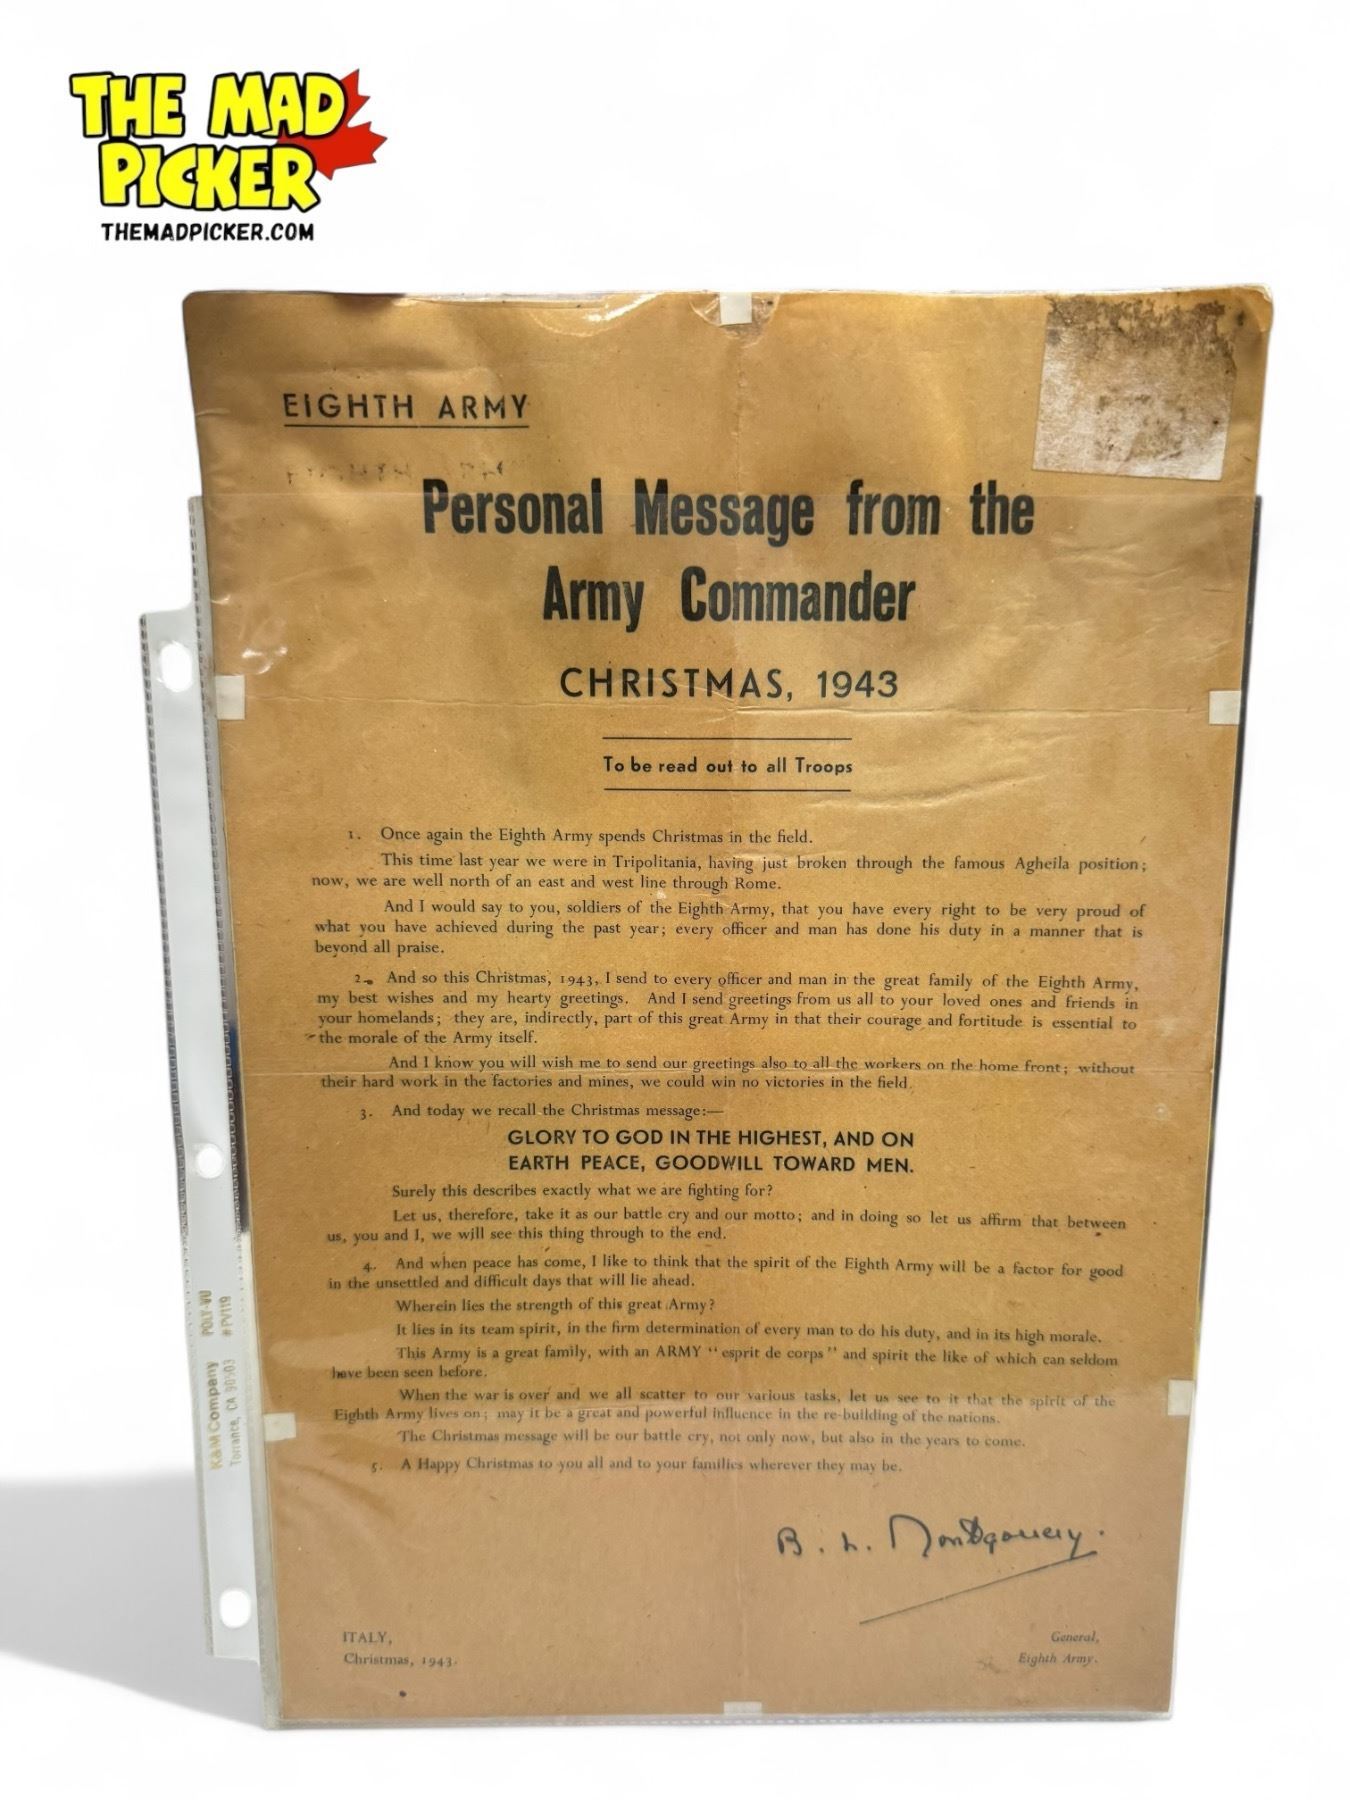 THE MAD
PICKER
THEMADPICKER.COM
EIGHTH ARMY
Personal Message from the
Army Commander
CHRISTMAS, 1943
To be read out to all Troops
1. Once again the Eighth Army spends Christmas in the field.
This time last year we were in Tripolitania, having just broken through the famous Agheila position;
now, we are well north of an east and west line through Rome.
And I would say to you, soldiers of the Eighth Army, that you have every right to be very proud of
what you have achieved during the past year; every officer and man has done his duty in a manner that is
beyond all praise.
2. And so this Christmas, 1943, I send to every officer and man in the great family of the Eighth Army,
my best wishes and my hearty greetings. And I send greetings from us all to your loved ones and friends in
your homelands; they are, indirectly, part of this great Army in that their courage and fortitude is essential to
the morale of the Army itself.
And I know you will wish me to send our greetings also to all the workers on the home front; without
their hard work in the factories and mines, we could win no victories in the field.
3. And today we recall the Christmas message:—
GLORY TO GOD IN THE HIGHEST, AND ON
EARTH PEACE, GOODWILL TOWARD MEN.
Surely this describes exactly what we are fighting for?
Let us, therefore, take it as our battle cry and our motto; and in doing so let us affirm that between
us, you and I, we will see this thing through to the end.
4. And when peace has come, I like to think that the spirit of the Eighth Army will be a factor for good
in the unsettled and difficult days that will lie ahead.
Wherein lies the strength of this great Army?
It lies in its team spirit, in the firm determination of every man to do his duty, and in its high morale.
This Army is a great family, with an ARMY "esprit de corps" and spirit the like of which can seldom
have been seen before.
When the war is over and we all scatter to our various tasks, let us see to it that the spirit of the
Eighth Army lives on; may it be a great and powerful influence in the re-building of the nations.
The Christmas message will be our battle cry, not only now, but also in the years to come.
5. A Happy Christmas to you all and to your families wherever they may be.
B. L. Montgomery.
ITALY,
Christmas, 1943.
General,
Eighth Army.
K&M Company POLY-VU
Torrance, CA 90503 #PV119